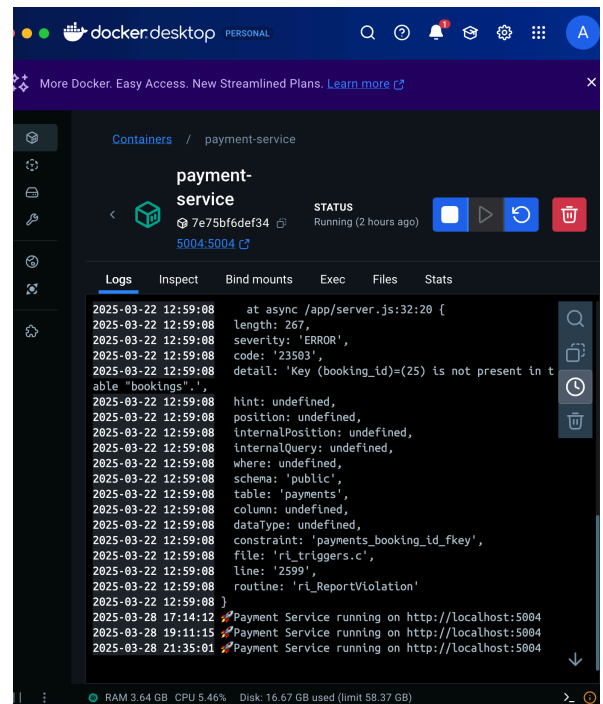 docker.desktop PERSONAL
1
A
More Docker. Easy Access. New Streamlined Plans. Learn more
Containers / payment-service
payment-
service
7e75bf6def34
5004:5004
STATUS
Running (2 hours ago)
Logs Inspect Bind mounts Exec Files Stats
2025-03-22 12:59:08     at async /app/server.js:32:20 {
2025-03-22 12:59:08   length: 267,
2025-03-22 12:59:08   severity: 'ERROR',
2025-03-22 12:59:08   code: '23503',
2025-03-22 12:59:08   detail: 'Key (booking_id)=(25) is not present in t
able "bookings".',
2025-03-22 12:59:08   hint: undefined,
2025-03-22 12:59:08   position: undefined,
2025-03-22 12:59:08   internalPosition: undefined,
2025-03-22 12:59:08   internalQuery: undefined,
2025-03-22 12:59:08   where: undefined,
2025-03-22 12:59:08   schema: 'public',
2025-03-22 12:59:08   table: 'payments',
2025-03-22 12:59:08   column: undefined,
2025-03-22 12:59:08   dataType: undefined,
2025-03-22 12:59:08   constraint: 'payments_booking_id_fkey',
2025-03-22 12:59:08   file: 'ri_triggers.c',
2025-03-22 12:59:08   line: '2599',
2025-03-22 12:59:08   routine: 'ri_ReportViolation'
2025-03-22 12:59:08 }
2025-03-28 17:14:12 🚀Payment Service running on http://localhost:5004
2025-03-28 19:11:15 🚀Payment Service running on http://localhost:5004
2025-03-28 21:35:01 🚀Payment Service running on http://localhost:5004
RAM 3.64 GB CPU 5.46% Disk: 16.67 GB used (limit 58.37 GB)